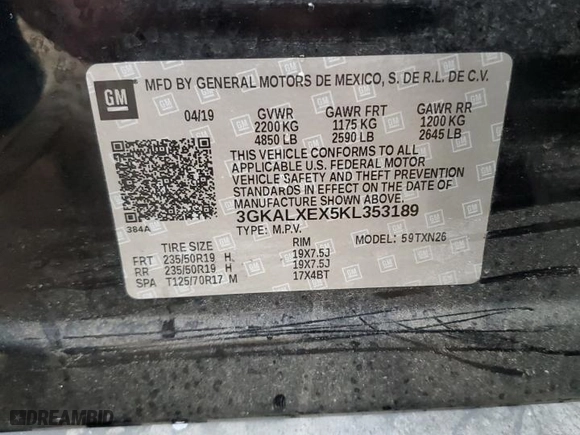 GM
MFD BY GENERAL MOTORS DE MEXICO, S. DE R.L. DE C.V.
04/19 GVWR GAWR FRT GAWR RR
2200 KG 1175 KG 1200 KG
4850 LB 2590 LB 2645 LB
THIS VEHICLE CONFORMS TO ALL
APPLICABLE U.S. FEDERAL MOTOR
VEHICLE SAFETY AND THEFT PREVENTION
STANDARDS IN EFFECT ON THE DATE OF
MANUFACTURE SHOWN ABOVE.
384A
3GKALXEX5KL353189
TYPE: M.P.V. MODEL: 59TXN26
TIRE SIZE RIM
FRT 235/50R19 H 19X7.5J
RR 235/50R19 H 19X7.5J
SPA T125/70R17 M 17X4BT
DREAMBID